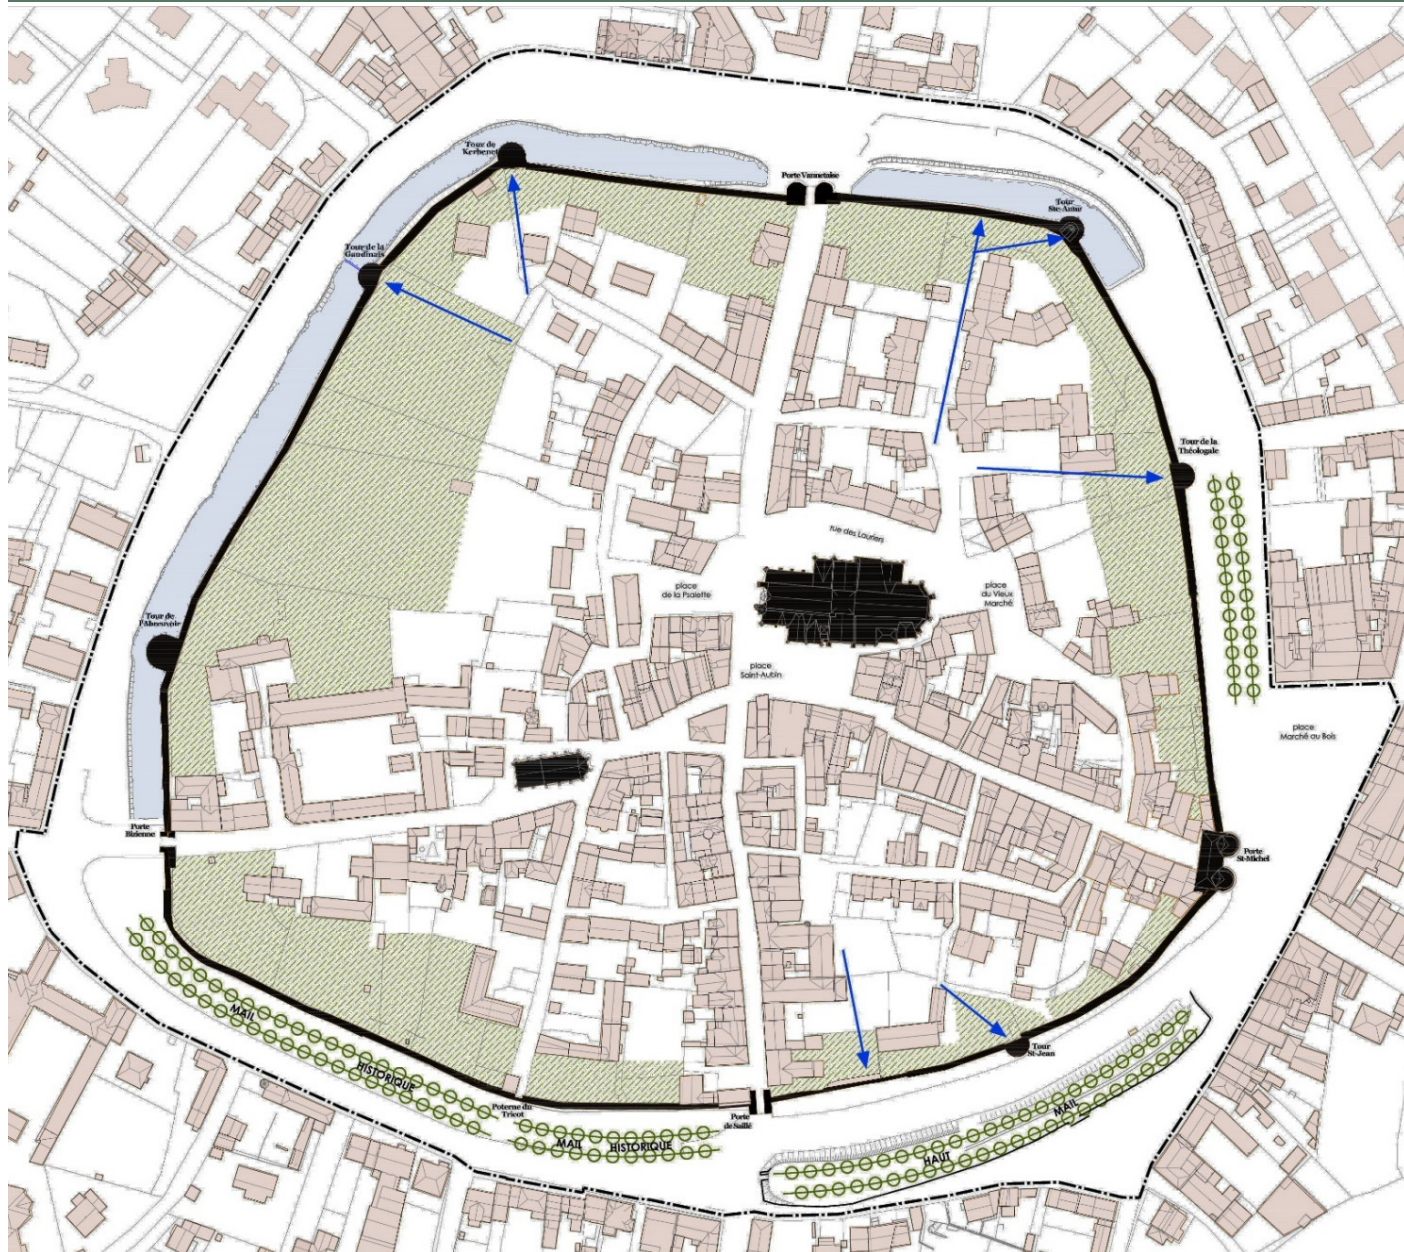 Tour de
Kerbenet
Porte Vannetaise
Tour
Ste-Anne
Tour de la
Gaudinais
Tour de la
Théologale
rue des Lauriers
place
de la Psalette
place
du Vieux
Marché
Tour de
l'Abreuvoir
place
Saint-Aubin
place
Marché au Bois
Porte
Bizienne
Porte
St-Michel
MAIL
HISTORIQUE
Tour
St-Jean
Poterne du
Tricot
Porte
de Saillé
MAIL
HISTORIQUE
HAUT
MAIL